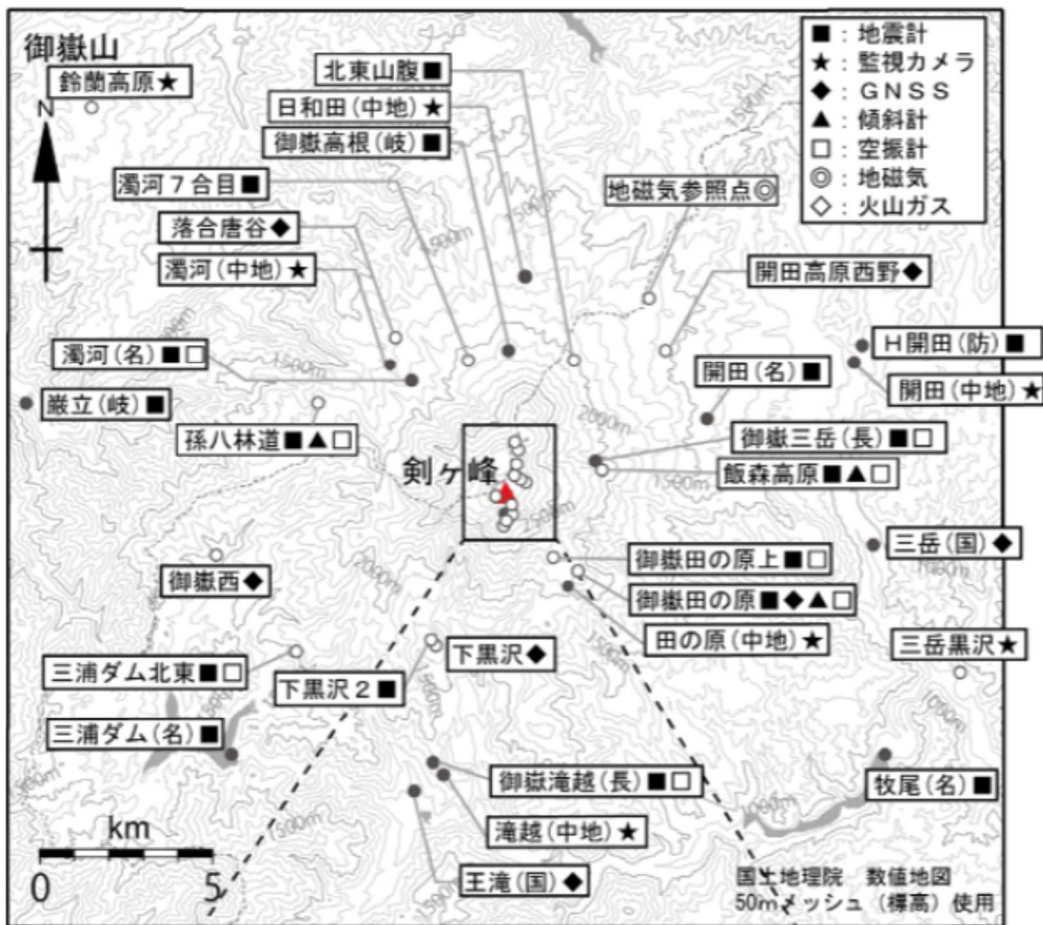 御嶽山
鈴蘭高原★
N
北東山腹■
日和田(中地)★
御嶽高根(岐)■
濁河7合目■
落合唐谷◆
濁河(中地)★
地磁気参照点◎
■:地震計
★:監視カメラ
◆:GNSS
▲:傾斜計
□:空振計
◎:地磁気
◇:火山ガス
開田高原西野◆
濁河(名)■□
H開田(防)■
開田(名)■
開田(中地)★
巌立(岐)■
孫八林道■▲□
御嶽三岳(長)■□
剣ヶ峰
飯森高原■▲□
三岳(国)◆
御嶽西◆
御嶽田の原上■□
御嶽田の原■◆▲□
田の原(中地)★
三岳黒沢★
下黒沢◆
三浦ダム北東■□
下黒沢2■
三浦ダム(名)■
御嶽滝越(長)■□
牧尾(名)■
滝越(中地)★
王滝(国)◆
km
0 5
国土地理院 数値地図
50mメッシュ(標高)使用
1500m
1500m
1500m
2000m
1500m
2500m
2000m
1500m
1500m
1000m
1500m
1000m